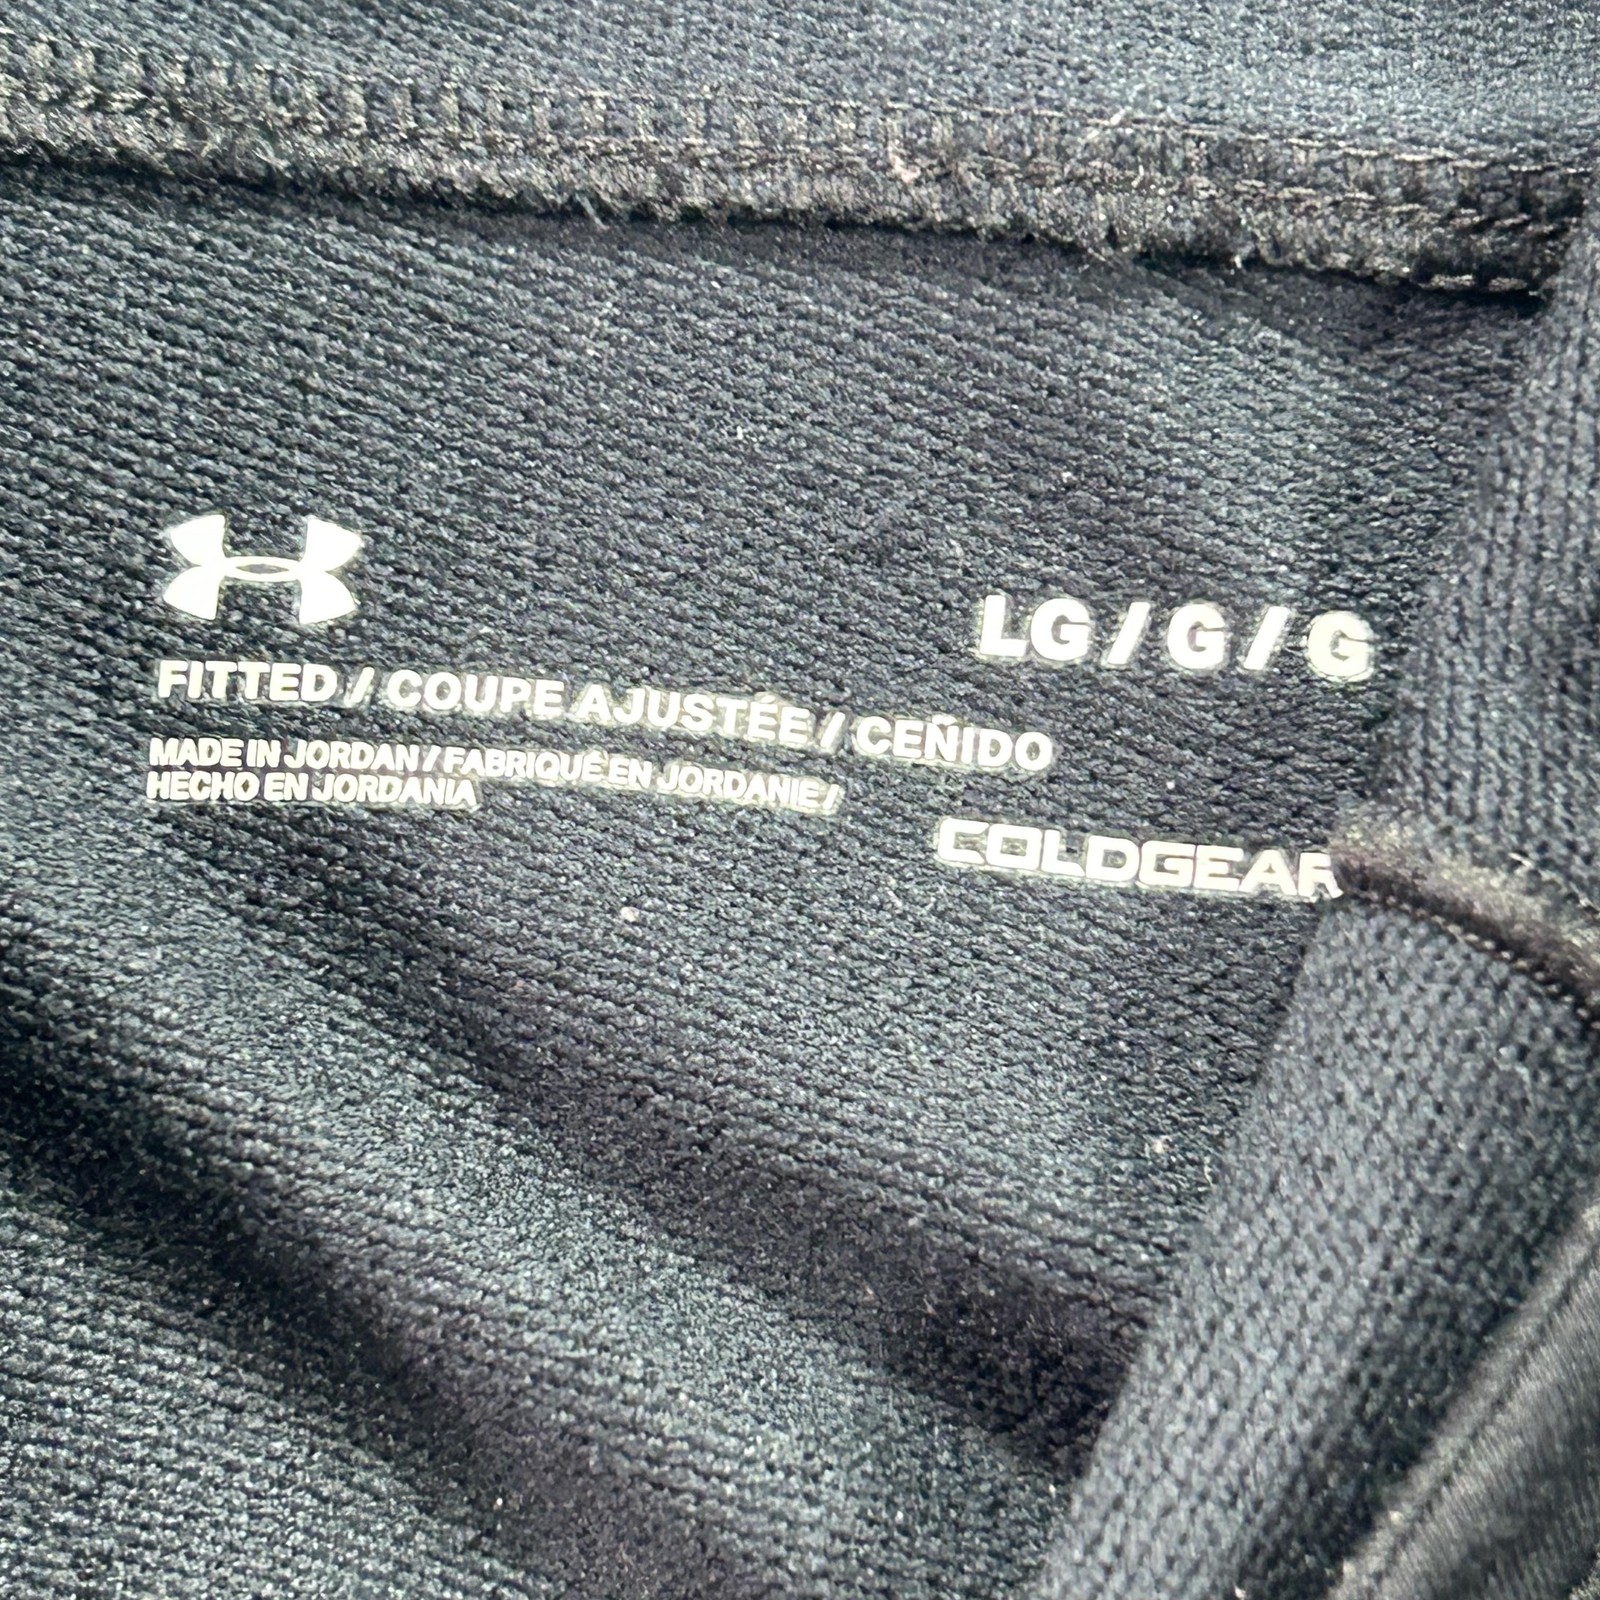 LG / G / G
FITTED / COUPE AJUSTÉE / CEÑIDO
MADE IN JORDAN / FABRIQUÉ EN JORDANIE /
HECHO EN JORDANIA
COLDGEAR